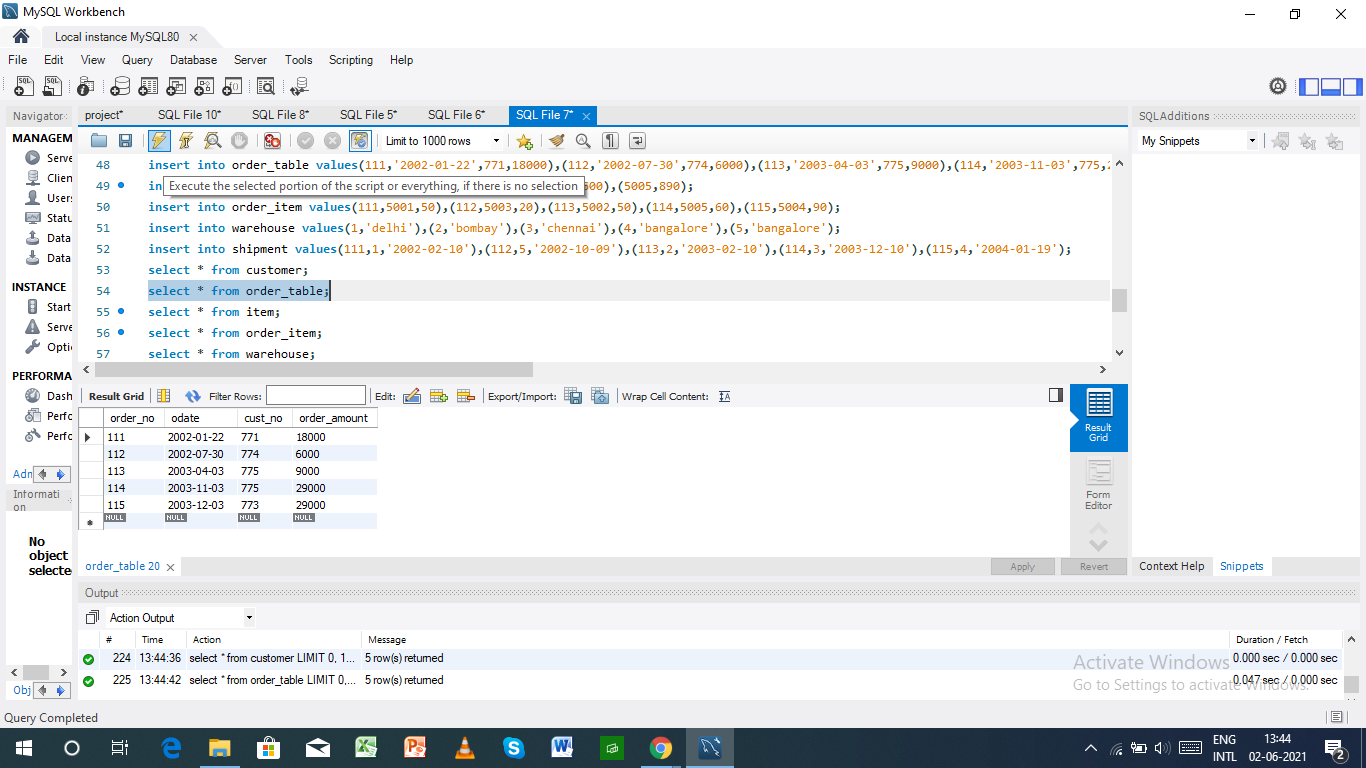 MySQL Workbench
Local instance MySQL80
File Edit View Query Database Server Tools Scripting Help
Navigator
project* SQL File 10* SQL File 8* SQL File 5* SQL File 6* SQL File 7*
SQLAdditions
MANAGEM
Serve
Clien
Users
Statu
Data
Data
INSTANCE
Start
Serve
Opti
PERFORMA
Dash
Perfo
Perfc
Adn
Informati
on
No
object
selecte
Obj
Limit to 1000 rows
My Snippets
48 insert into order_table values(111,'2002-01-22',771,18000),(112,'2002-07-30',774,6000),(113,'2003-04-03',775,9000),(114,'2003-11-03',775,2
Execute the selected portion of the script or everything, if there is no selection
49 in 00),(5005,890);
50 insert into order_item values(111,5001,50),(112,5003,20),(113,5002,50),(114,5005,60),(115,5004,90);
51 insert into warehouse values(1,'delhi'),(2,'bombay'),(3,'chennai'),(4,'bangalore'),(5,'bangalore');
52 insert into shipment values(111,1,'2002-02-10'),(112,5,'2002-10-09'),(113,2,'2003-02-10'),(114,3,'2003-12-10'),(115,4,'2004-01-19');
53 select * from customer;
54 select * from order_table;
55 select * from item;
56 select * from order_item;
57 select * from warehouse;
Result Grid Filter Rows: Edit: Export/Import: Wrap Cell Content:
order_no odate cust_no order_amount
111 2002-01-22 771 18000
112 2002-07-30 774 6000
113 2003-04-03 775 9000
114 2003-11-03 775 29000
115 2003-12-03 773 29000
NULL NULL NULL NULL
Result
Grid
Form
Editor
order_table 20
Apply Revert
Context Help Snippets
Output
Action Output
# Time Action Message Duration / Fetch
224 13:44:36 select * from customer LIMIT 0, 1... 5 row(s) returned 0.000 sec / 0.000 sec
225 13:44:42 select * from order_table LIMIT 0,... 5 row(s) returned 0.047 sec / 0.000 sec
Activate Windows
Go to Settings to activate Windows.
Query Completed
ENG
INTL
13:44
02-06-2021
2